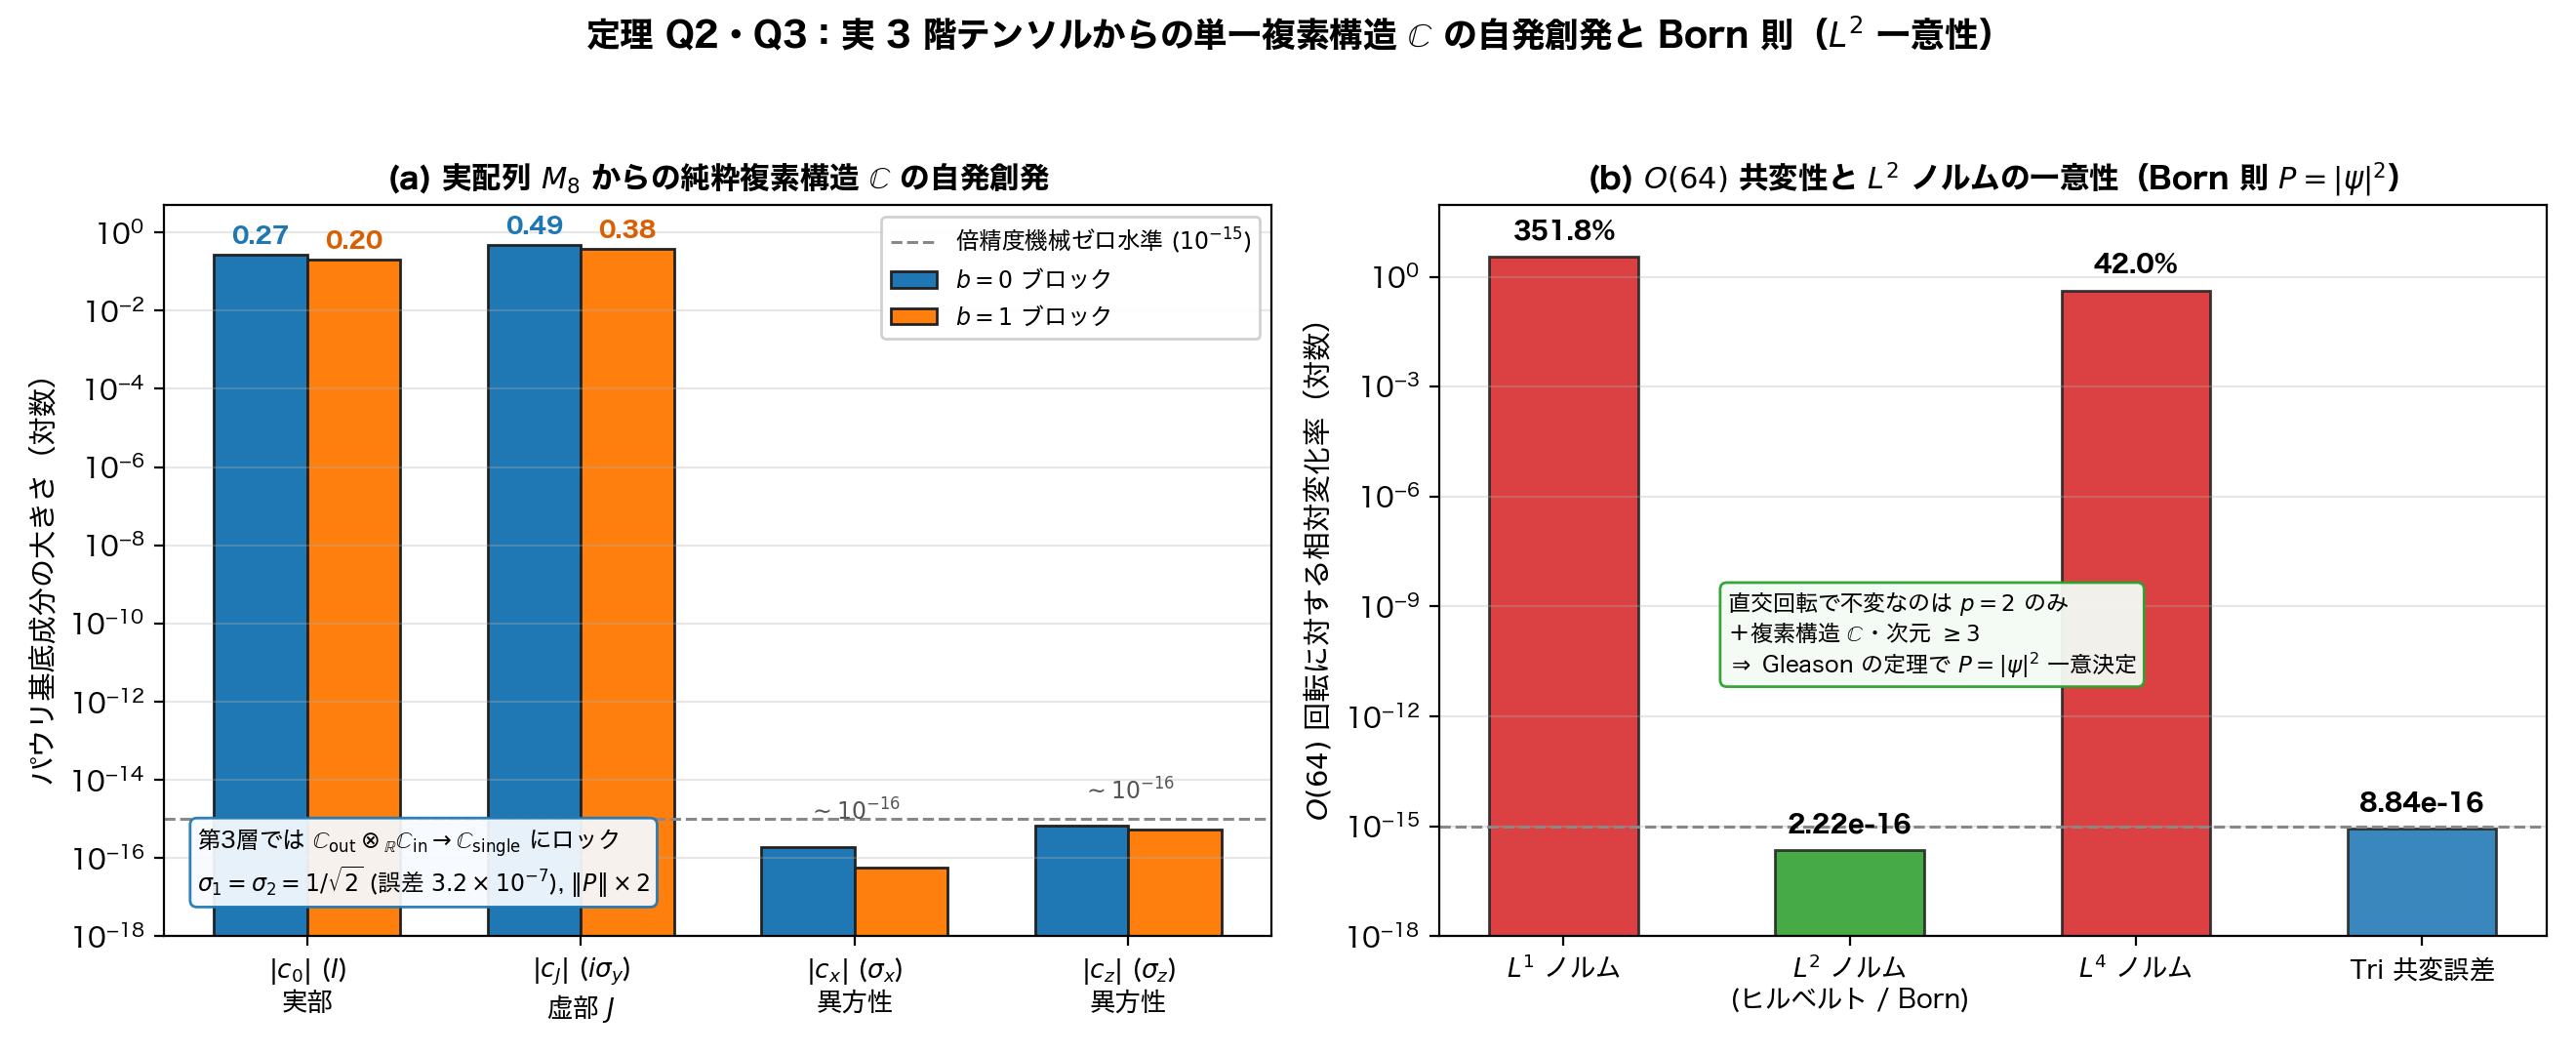 定理 Q2・Q3：実 3 階テンソルからの単一複素構造 ℂ の自発創発と Born 則（L² 一意性）
(a) 実配列 M₈ からの純粋複素構造 ℂ の自発創発
パウリ基底成分の大きさ（対数）
10⁰
10⁻²
10⁻⁴
10⁻⁶
10⁻⁸
10⁻¹⁰
10⁻¹²
10⁻¹⁴
10⁻¹⁶
10⁻¹⁸
0.27
0.20
0.49
0.38
~ 10⁻¹⁶
~ 10⁻¹⁶
倍精度機械ゼロ水準 (10⁻¹⁵)
b = 0 ブロック
b = 1 ブロック
第3層では ℂ_out ⊗_ℝ ℂ_in → ℂ_single にロック
σ₁ = σ₂ = 1/√2 (誤差 3.2 × 10⁻⁷), ‖P‖ × 2
|c₀| (I)
実部
|c_J| (iσ_y)
虚部 J
|c_x| (σ_x)
異方性
|c_z| (σ_z)
異方性
(b) O(64) 共変性と L² ノルムの一意性（Born 則 P = |ψ|²）
O(64) 回転に対する相対変化率（対数）
10⁰
10⁻³
10⁻⁶
10⁻⁹
10⁻¹²
10⁻¹⁵
10⁻¹⁸
351.8%
2.22e-16
42.0%
8.84e-16
直交回転で不変なのは p = 2 のみ
＋複素構造 ℂ・次元 ≥ 3
⇒ Gleason の定理で P = |ψ|² 一意決定
L¹ ノルム
L² ノルム
(ヒルベルト / Born)
L⁴ ノルム
Tri 共変誤差